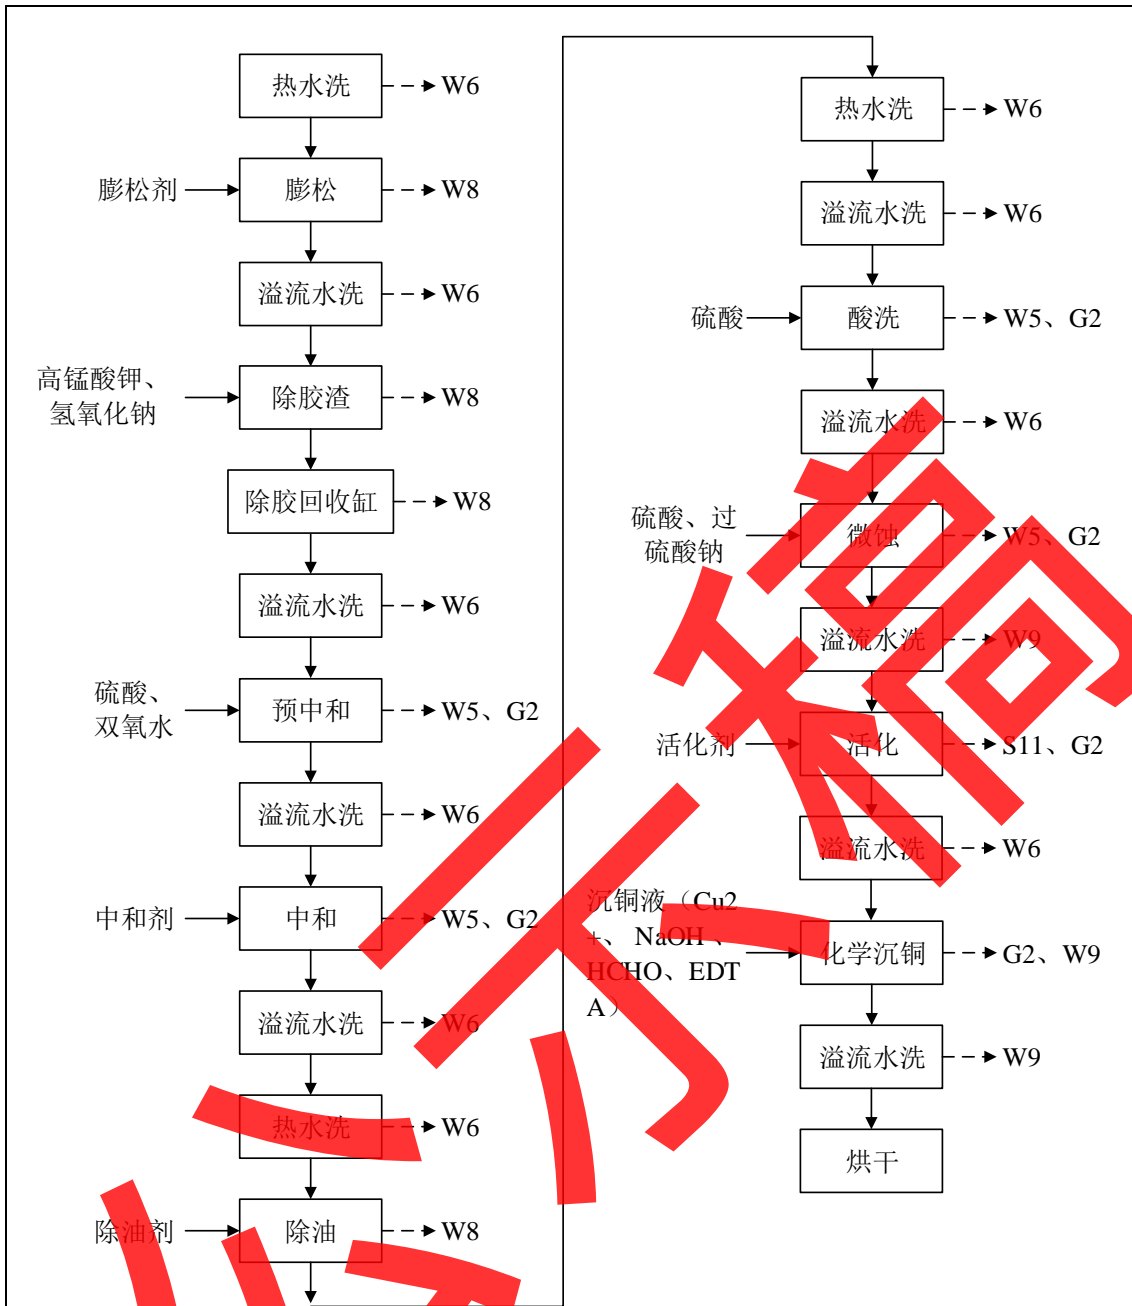 热水洗
W6
膨松剂
膨松
W8
溢流水洗
W6
高锰酸钾、
氢氧化钠
除胶渣
W8
除胶回收缸
W8
溢流水洗
W6
硫酸、
双氧水
预中和
W5、G2
溢流水洗
W6
中和剂
中和
W5、G2
溢流水洗
W6
热水洗
W6
除油剂
除油
W8
热水洗
W6
溢流水洗
W6
硫酸
酸洗
W5、G2
溢流水洗
W6
硫酸、过
硫酸钠
微蚀
W5、G2
溢流水洗
W9
活化剂
活化
S11、G2
溢流水洗
W6
沉铜液（Cu2
+、 NaOH 、
HCHO、EDT
A）
化学沉铜
G2、W9
溢流水洗
W9
烘干